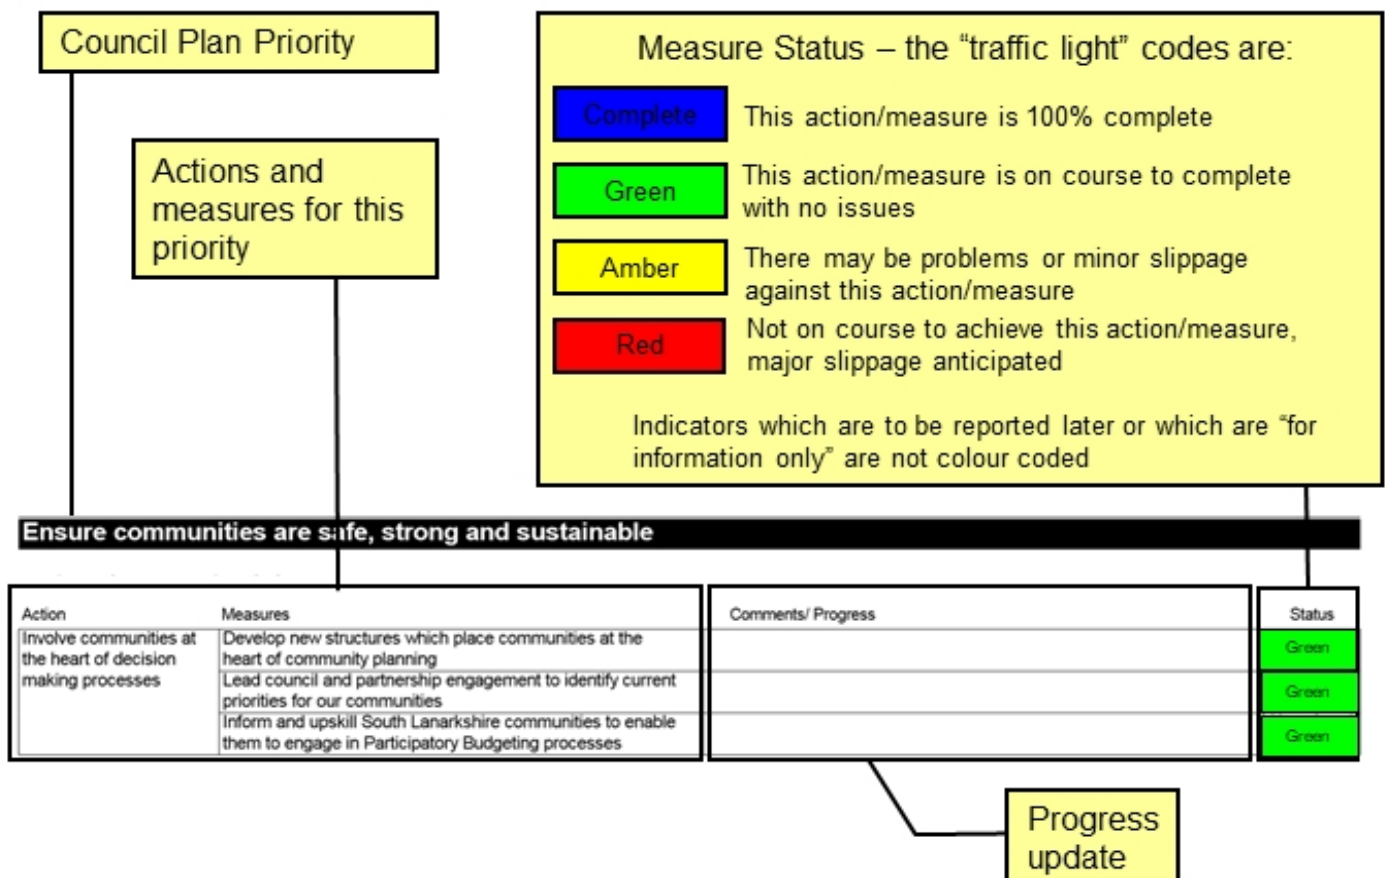 Council Plan Priority
Measure Status – the “traffic light” codes are:
Complete
This action/measure is 100% complete
Actions and
measures for this
priority
Green
This action/measure is on course to complete
with no issues
Amber
There may be problems or minor slippage
against this action/measure
Red
Not on course to achieve this action/measure,
major slippage anticipated
Indicators which are to be reported later or which are “for
information only” are not colour coded
Ensure communities are safe, strong and sustainable
Action Measures Comments/ Progress Status
Involve communities at
the heart of decision
making processes
Develop new structures which place communities at the
heart of community planning
Green
Lead council and partnership engagement to identify current
priorities for our communities
Green
Inform and upskill South Lanarkshire communities to enable
them to engage in Participatory Budgeting processes
Green
Progress
update